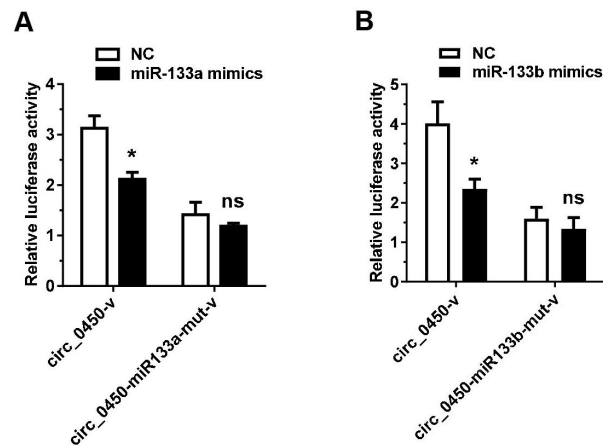 A
NC
miR-133a mimics
Relative luciferase activity
4
3
2
1
0
*
ns
circ_0450-v
circ_0450-miR133a-mut-v
B
NC
miR-133b mimics
Relative luciferase activity
5
4
3
2
1
0
*
ns
circ_0450-v
circ_0450-miR133b-mut-v